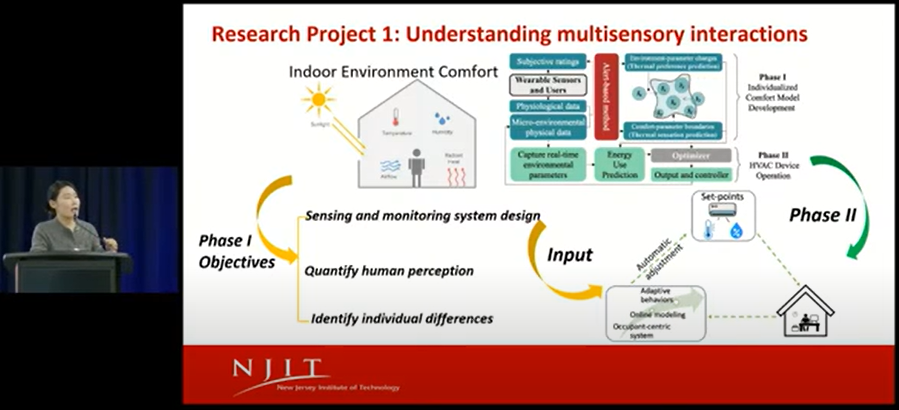 Research Project 1: Understanding multisensory interactions
Indoor Environment Comfort
Sunlight
Temperature
Humidity
Airflow
Radiant
Heat
Subjective ratings
Wearable Sensors
and Users
Physiological data
Micro-environmental
physical data
Alert-based method
Environment-parameter changes
(Thermal preference prediction)
Comfort-parameter boundaries
(Thermal sensation prediction)
Phase I
Individualized
Comfort Model
Development
Capture real-time
environmental
parameters
Energy
Use
Prediction
Optimizer
Output and controller
Phase II
HVAC Device
Operation
Phase I
Objectives
Sensing and monitoring system design
Quantify human perception
Identify individual differences
Input
Set-points
Automatic
adjustment
Adaptive
behaviors
Online modeling
Occupant-centric
system
Phase II
NJIT
New Jersey Institute of Technology